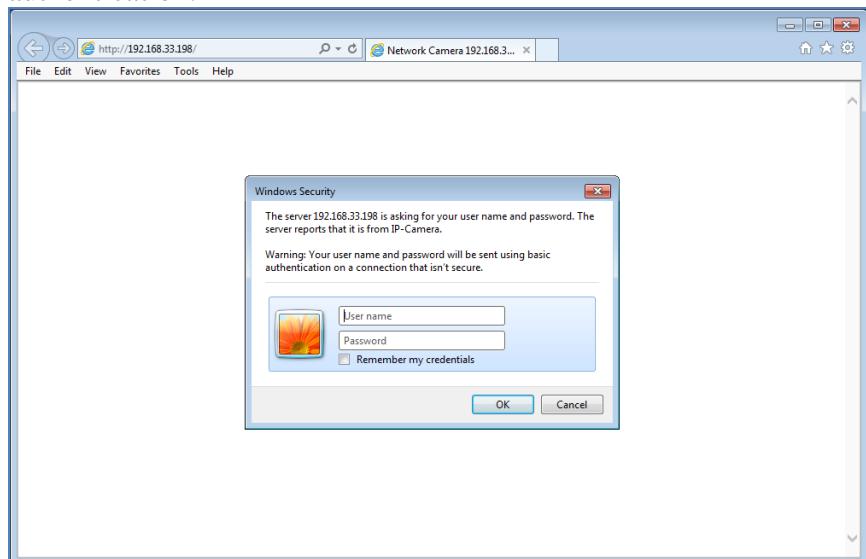 http://192.168.33.198/
Network Camera 192.168.3...
File Edit View Favorites Tools Help
Windows Security
The server 192.168.33.198 is asking for your user name and password. The
server reports that it is from IP-Camera.
Warning: Your user name and password will be sent using basic
authentication on a connection that isn't secure.
User name
Password
Remember my credentials
OK Cancel